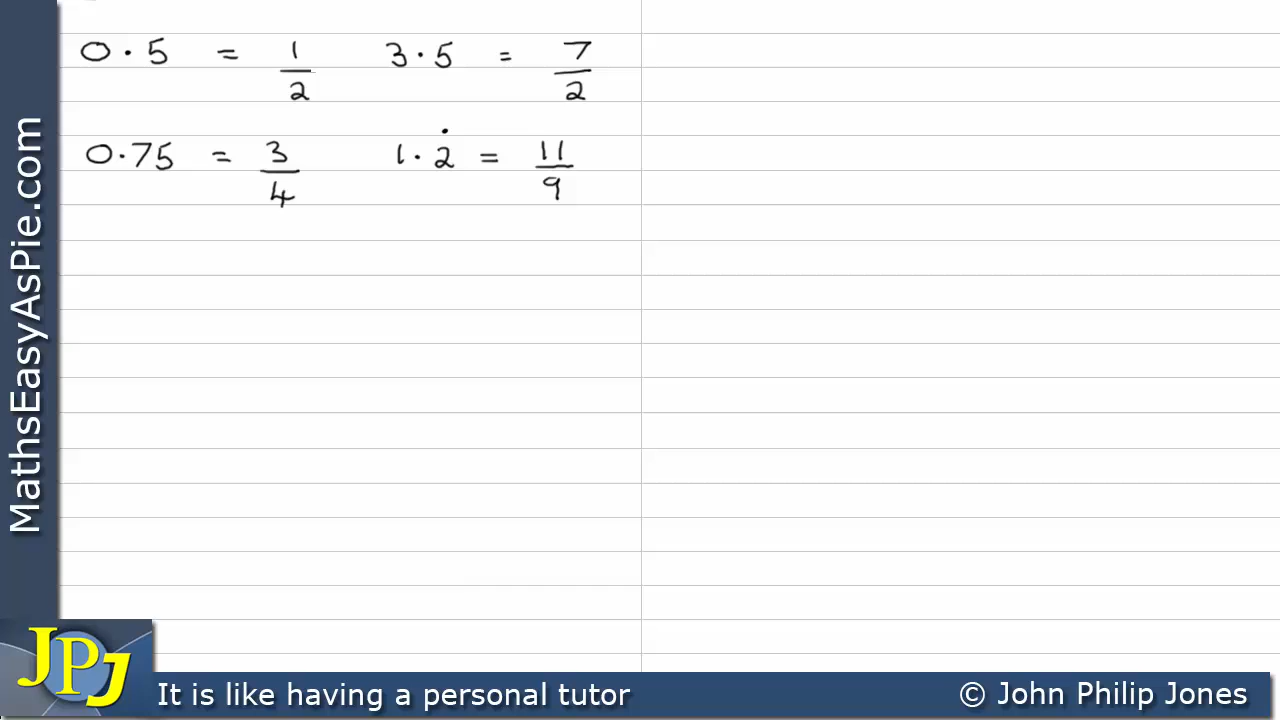 0·5 = 1/2 3·5 = 7/2
0·75 = 3/4 1·2̇ = 11/9
MathsEasyAsPie.com
JPJ
It is like having a personal tutor
© John Philip Jones